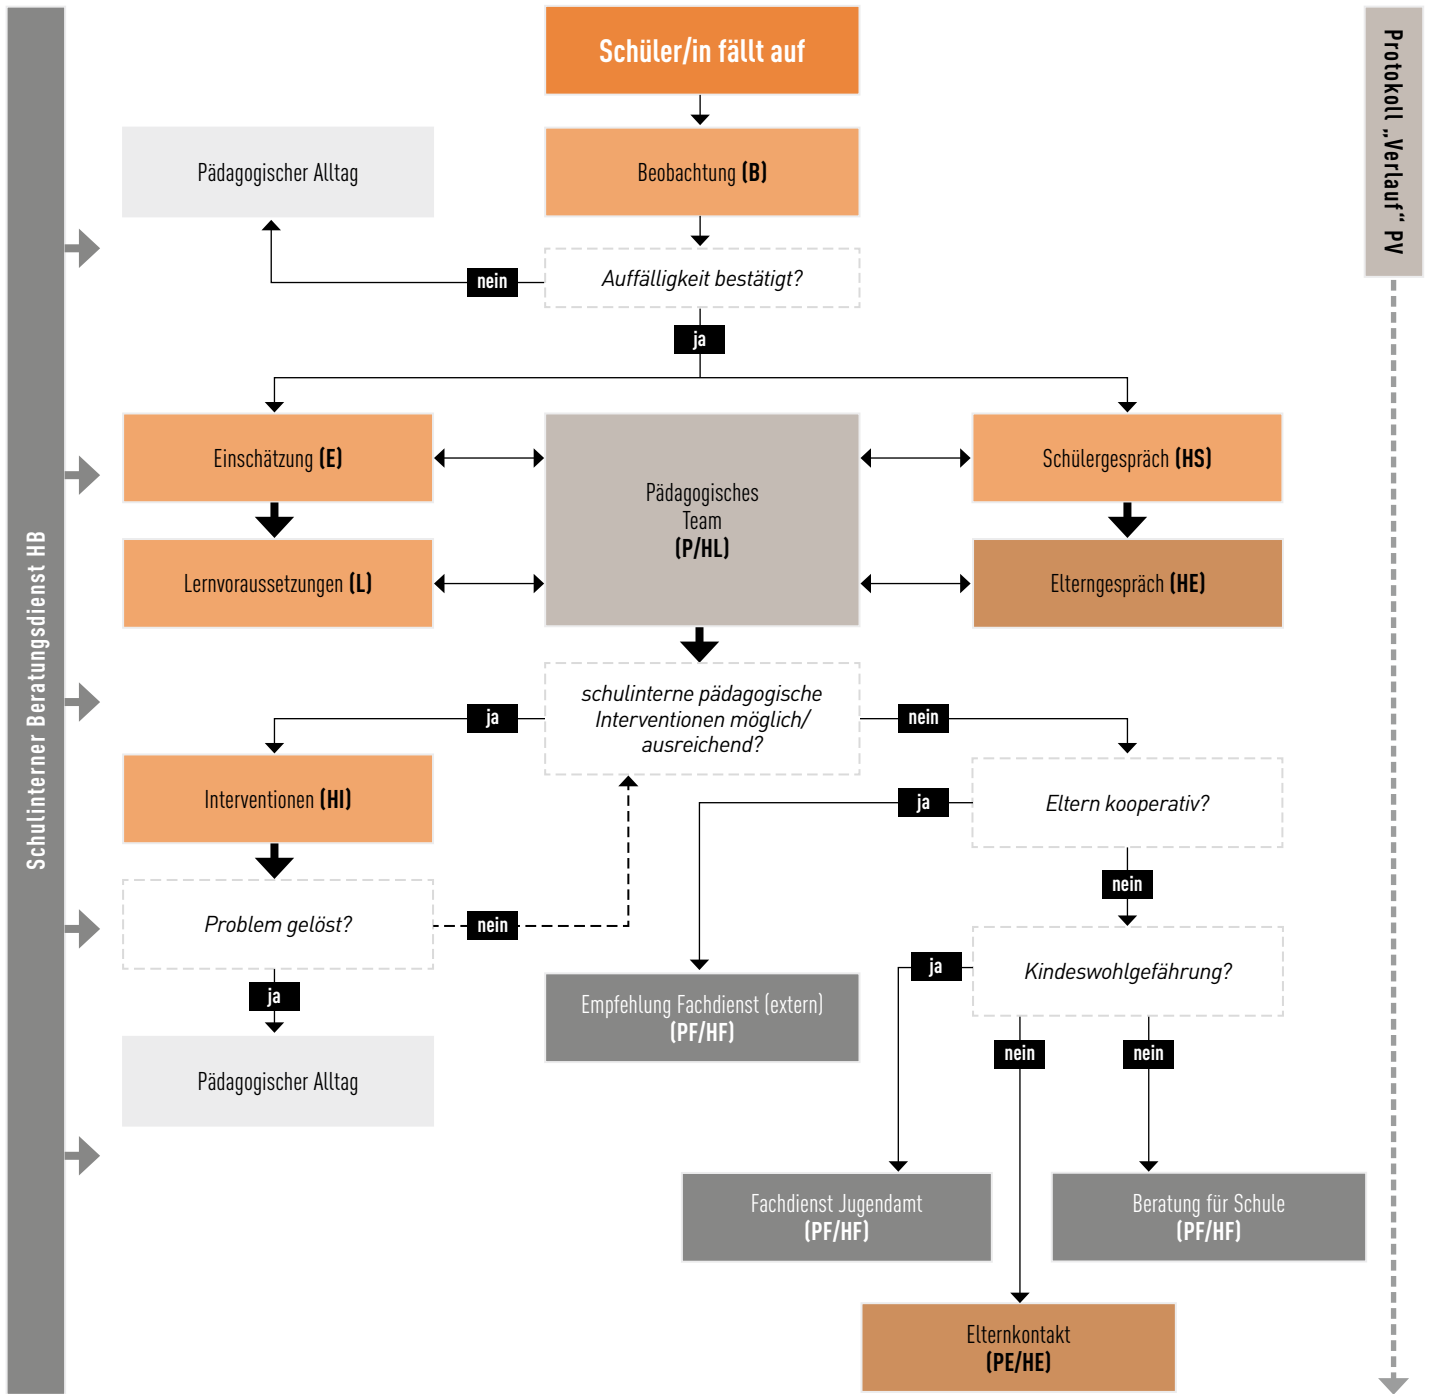 Schüler/in fällt auf
Protokoll „Verlauf“ PV
Pädagogischer Alltag
Beobachtung (B)
nein
Auffälligkeit bestätigt?
ja
Einschätzung (E)
Pädagogisches
Team
(P/HL)
Schülergespräch (HS)
Lernvoraussetzungen (L)
Elterngespräch (HE)
Schulinterner Beratungsdienst HB
ja
schulinterne pädagogische
Interventionen möglich/
ausreichend?
nein
Interventionen (HI)
ja
Eltern kooperativ?
nein
Problem gelöst?
nein
ja
Kindeswohlgefährung?
ja
Empfehlung Fachdienst (extern)
(PF/HF)
nein
nein
Pädagogischer Alltag
Fachdienst Jugendamt
(PF/HF)
Beratung für Schule
(PF/HF)
Elternkontakt
(PE/HE)